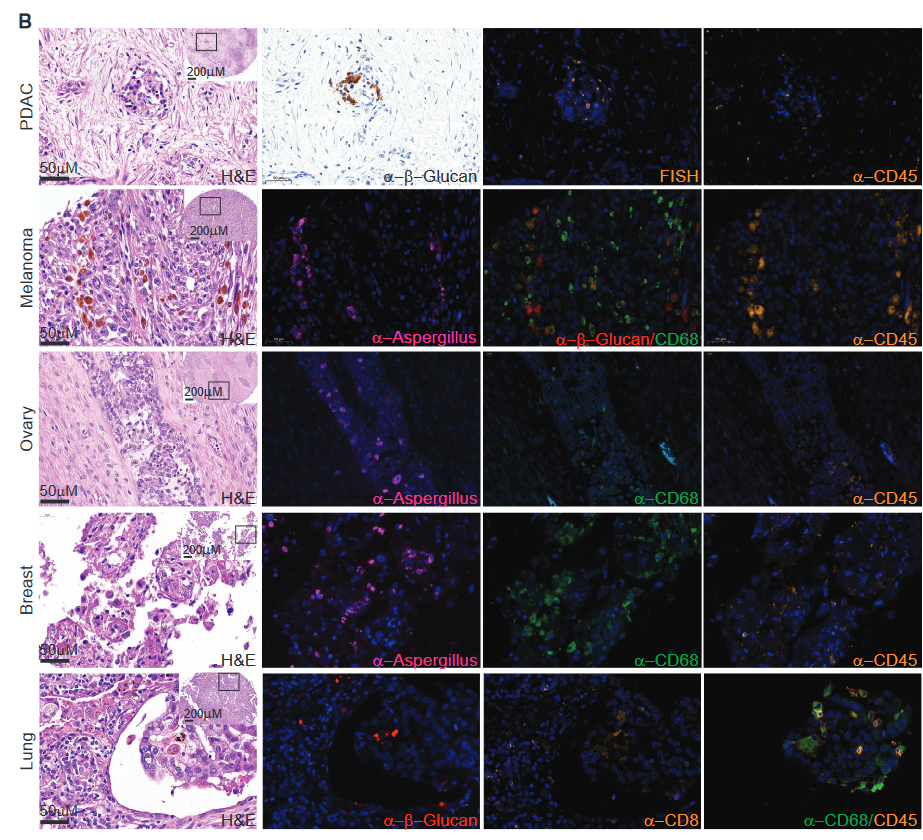 B
PDAC
200µM
50µM
H&E
α–β–Glucan
FISH
α–CD45
Melanoma
200µM
50µM
H&E
α–Aspergillus
α–β–Glucan/CD68
α–CD45
Ovary
200µM
50µM
H&E
α–Aspergillus
α–CD68
α–CD45
Breast
200µM
50µM
H&E
α–Aspergillus
α–CD68
α–CD45
Lung
200µM
50µM
H&E
α–β–Glucan
α–CD8
α–CD68/CD45